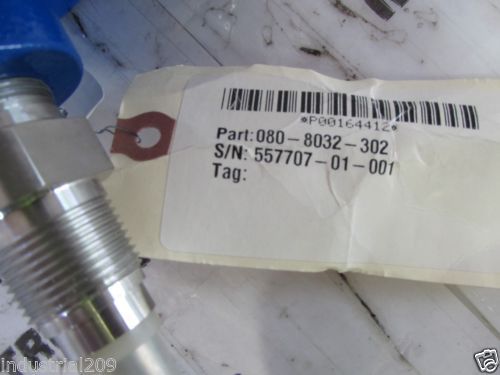 *P00164412*
Part: 080-8032-302
S/N: 557707-01-001
Tag:
industrial209